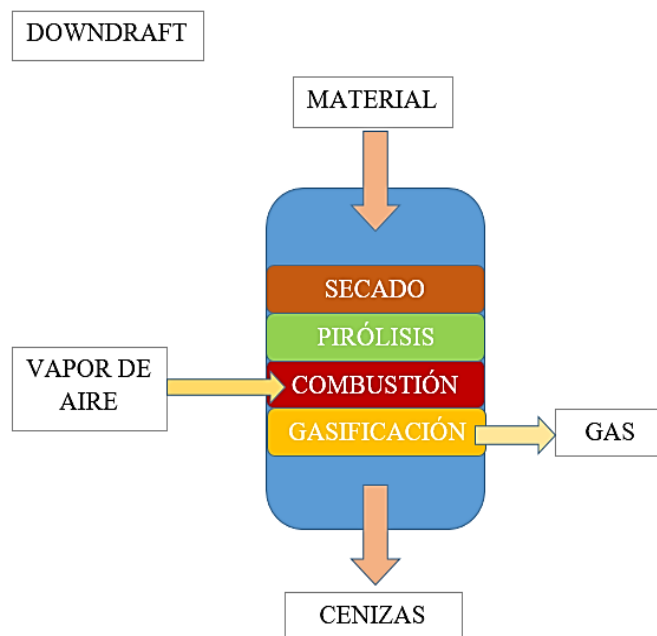 DOWNDRAFT
MATERIAL
SECADO
PIRÓLISIS
VAPOR DE
AIRE
COMBUSTIÓN
GASIFICACIÓN
GAS
CENIZAS